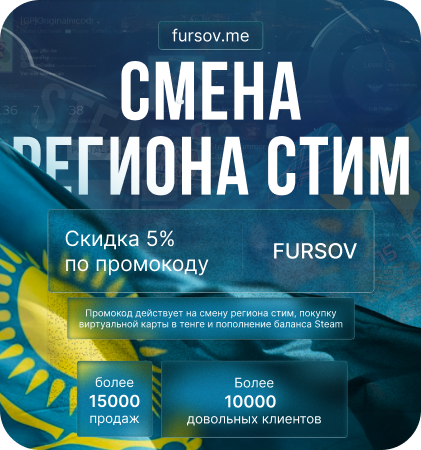 fursov.me
СМЕНА
РЕГИОНА СТИМ
Скидка 5%
по промокоду
FURSOV
Промокод действует на смену региона стим, покупку
виртуальной карты в тенге и пополнение баланса Steam
более
15000
продаж
Более
10000
довольных клиентов